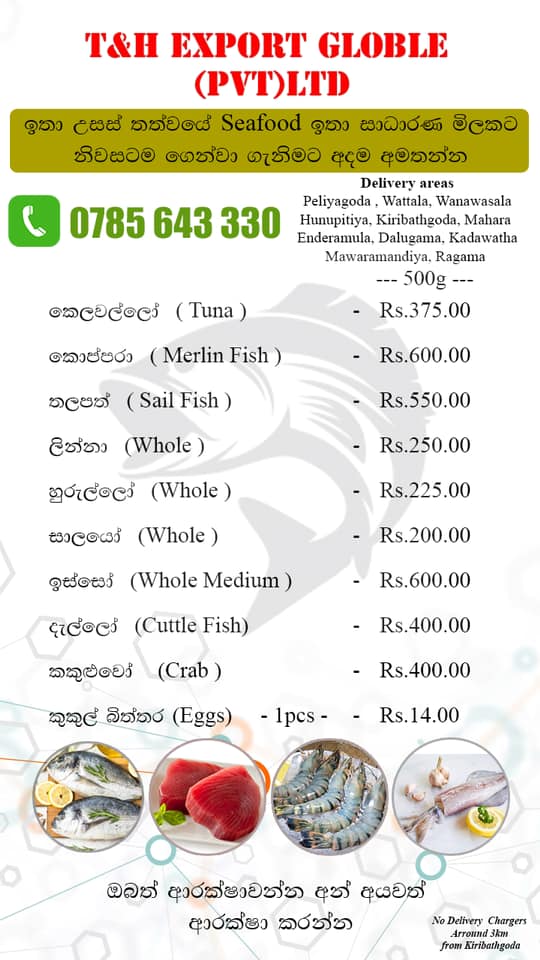 T&H EXPORT GLOBLE
(PVT)LTD
ඉතා උසස් තත්වයේ Seafood ඉතා සාධාරණ මිලකට
නිවසටම ගෙන්වා ගැනිමට අදම අමතන්න
0785 643 330
Delivery areas
Peliyagoda , Wattala, Wanawasala
Hunupitiya, Kiribathgoda, Mahara
Enderamula, Dalugama, Kadawatha
Mawaramandiya, Ragama
--- 500g ---
කෙලවල්ලෝ ( Tuna ) - Rs.375.00
කොප්පරා ( Merlin Fish ) - Rs.600.00
තලපත් ( Sail Fish ) - Rs.550.00
ලින්නා (Whole ) - Rs.250.00
හුරුල්ලෝ (Whole ) - Rs.225.00
සාලයෝ (Whole ) - Rs.200.00
ඉස්සෝ (Whole Medium ) - Rs.600.00
දැල්ලෝ (Cuttle Fish) - Rs.400.00
කකුළුවෝ (Crab ) - Rs.400.00
කුකුල් බිත්තර (Eggs) - 1pcs - - Rs.14.00
ඔබත් ආරක්ෂාවන්න අන් අයවත්
ආරක්ෂා කරන්න
No Delivery Chargers
Arround 3km
from Kiribathgoda